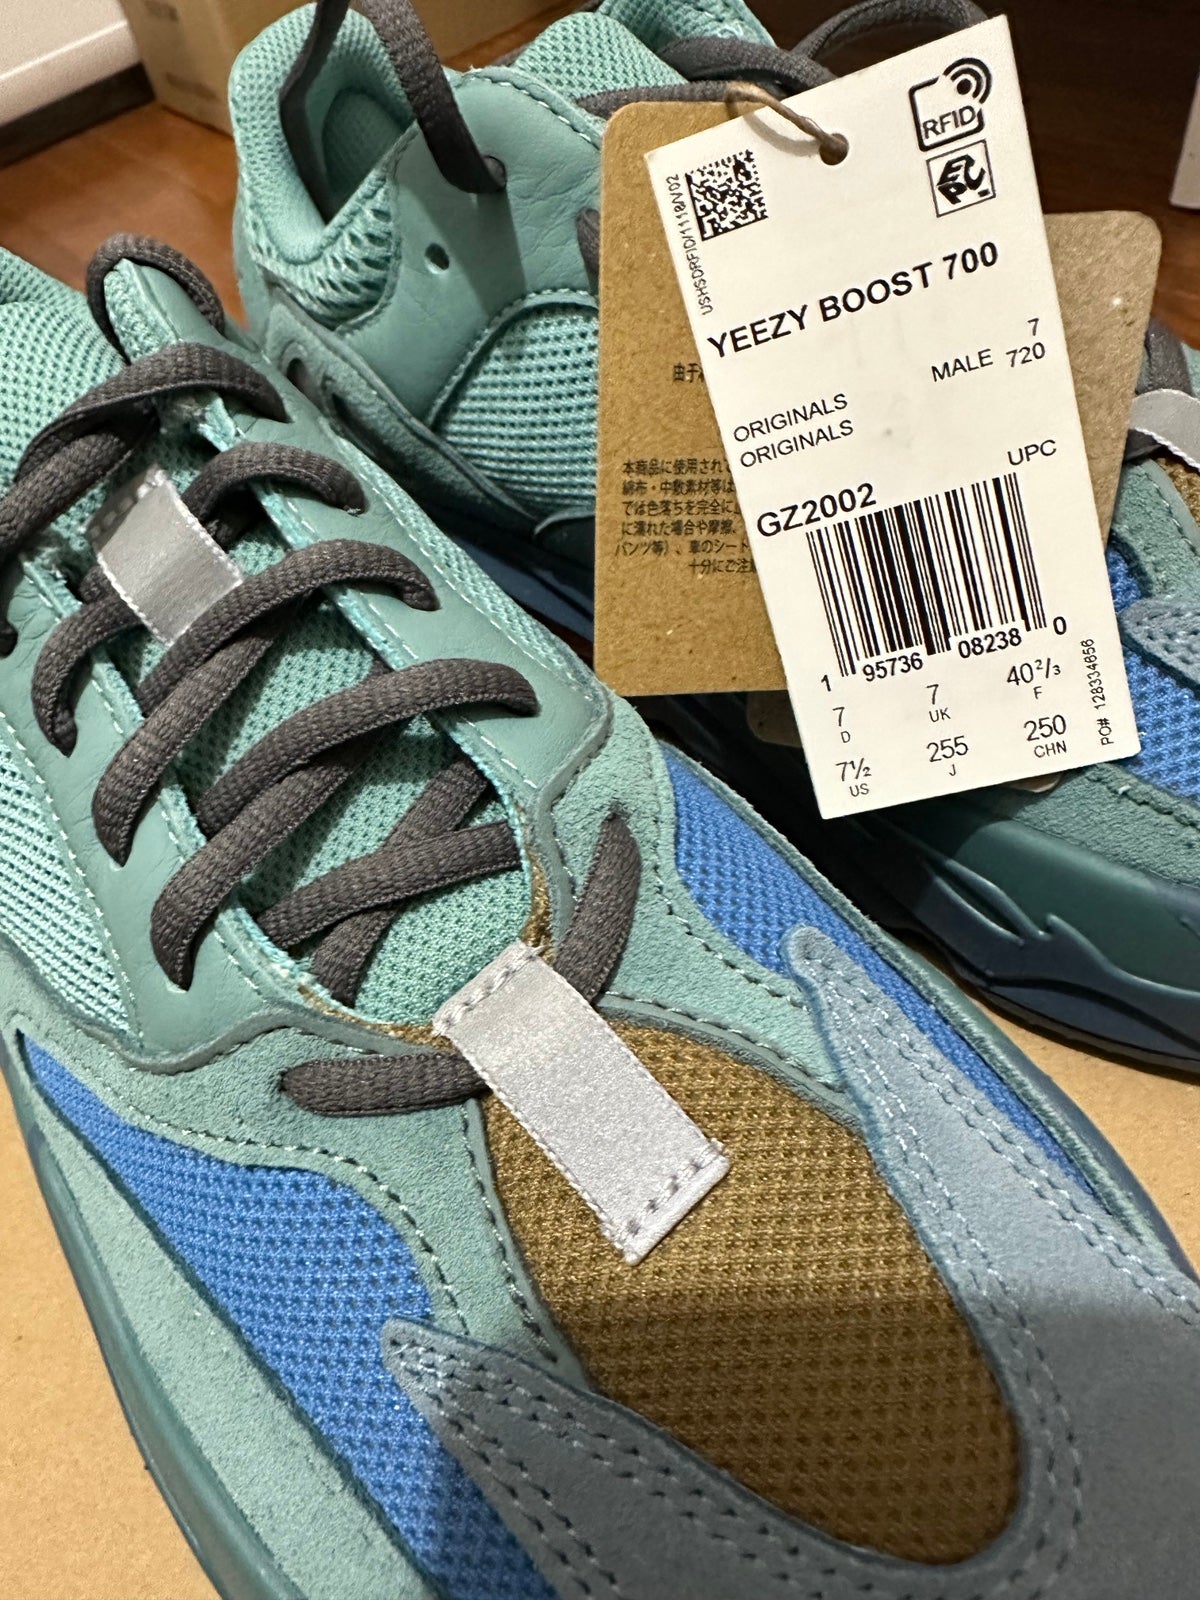 RFID
USHSDRFID/118/V02
YEEZY BOOST 700
7
MALE 720
ORIGINALS
ORIGINALS
UPC
GZ2002
1 95736 08238 0
7 7 40²/₃
D UK F
7½ 255 250
US J CHN
PO# 128334656
由于
本商品に使用されて
綿布・中敷素材等は
では色落ちを完全に
に濡れた場合や摩擦、
パンツ等）、車のシート
十分にご注